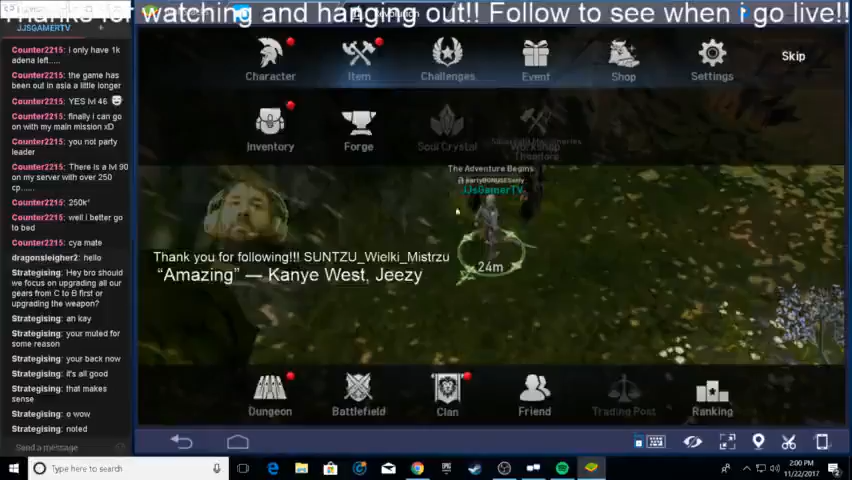 Thanks for watching and hanging out!! Follow to see when i go live!!
JJSGAMERTV
Counter2215: i only have 1k
adena left.....
Counter2215: the game has
been out in asia a little longer
Counter2215: YES lvl 46
Counter2215: finally i can go
on with my main mission xD
Counter2215: you not party
leader
Counter2215: There is a lvl 90
on my server with over 250
cp......
Counter2215: 250k*
Counter2215: well i better go
to bed
Counter2215: cya mate
dragonsleigher2: hello
Strategising: Hey bro should
we focus on upgrading all our
gears from C to B first or
upgrading the weapon?
Strategising: an kay
Strategising: your muted for
some reason
Strategising: your back now
Strategising: it's all good
Strategising: that makes
sense
Strategising: o wow
Strategising: noted
Send a message
Character
Item
Challenges
Event
Shop
Settings
Skip
Inventory
Forge
Soul Crystal
Workshop
Theodore
The Adventure Begins
JJsGamerTV
24m
Thank you for following!!! SUNTZU_Wielki_Mistrzu
“Amazing” — Kanye West, Jeezy
Dungeon
Battlefield
Clan
Friend
Trading Post
Ranking
Type here to search
2:00 PM
11/22/2017